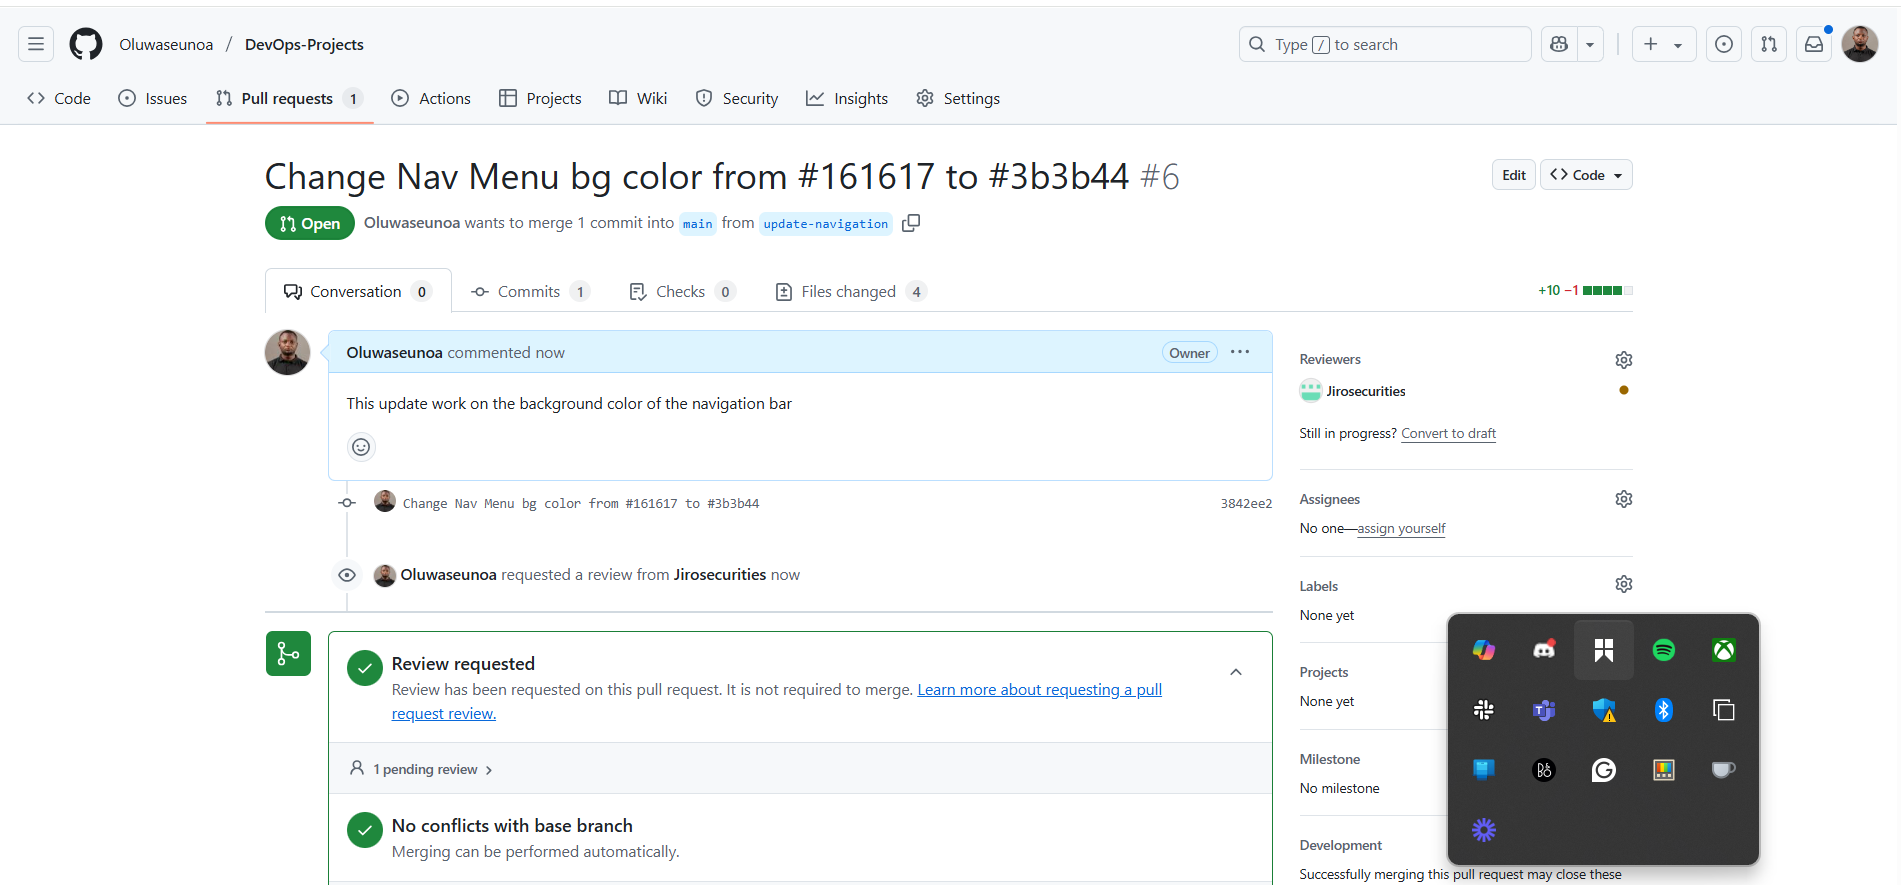 Oluwaseunoa / DevOps-Projects
Type / to search
Code
Issues
Pull requests 1
Actions
Projects
Wiki
Security
Insights
Settings
Change Nav Menu bg color from #161617 to #3b3b44 #6
Edit
Code
Open
Oluwaseunoa wants to merge 1 commit into main from update-navigation
Conversation 0
Commits 1
Checks 0
Files changed 4
+10 −1
Oluwaseunoa commented now
Owner
This update work on the background color of the navigation bar
Change Nav Menu bg color from #161617 to #3b3b44
3842ee2
Oluwaseunoa requested a review from Jirosecurities now
Review requested
Review has been requested on this pull request. It is not required to merge. Learn more about requesting a pull
request review.
1 pending review
No conflicts with base branch
Merging can be performed automatically.
Reviewers
Jirosecurities
Still in progress? Convert to draft
Assignees
No one—assign yourself
Labels
None yet
Projects
None yet
Milestone
No milestone
Development
Successfully merging this pull request may close these